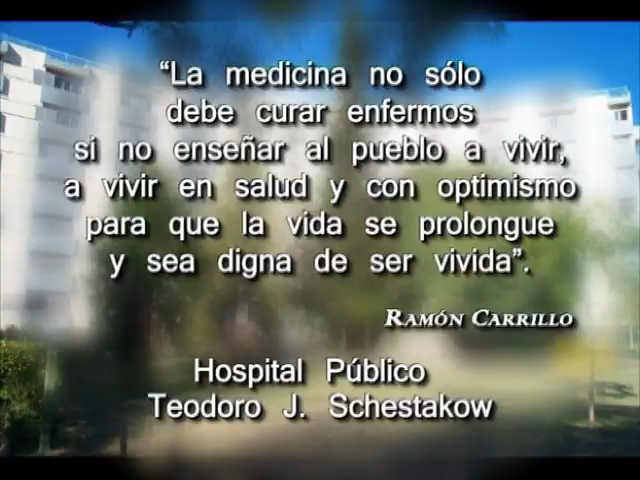 “La medicina no sólo
debe curar enfermos
si no enseñar al pueblo a vivir,
a vivir en salud y con optimismo
para que la vida se prolongue
y sea digna de ser vivida”.
RAMÓN CARRILLO
Hospital Público
Teodoro J. Schestakow